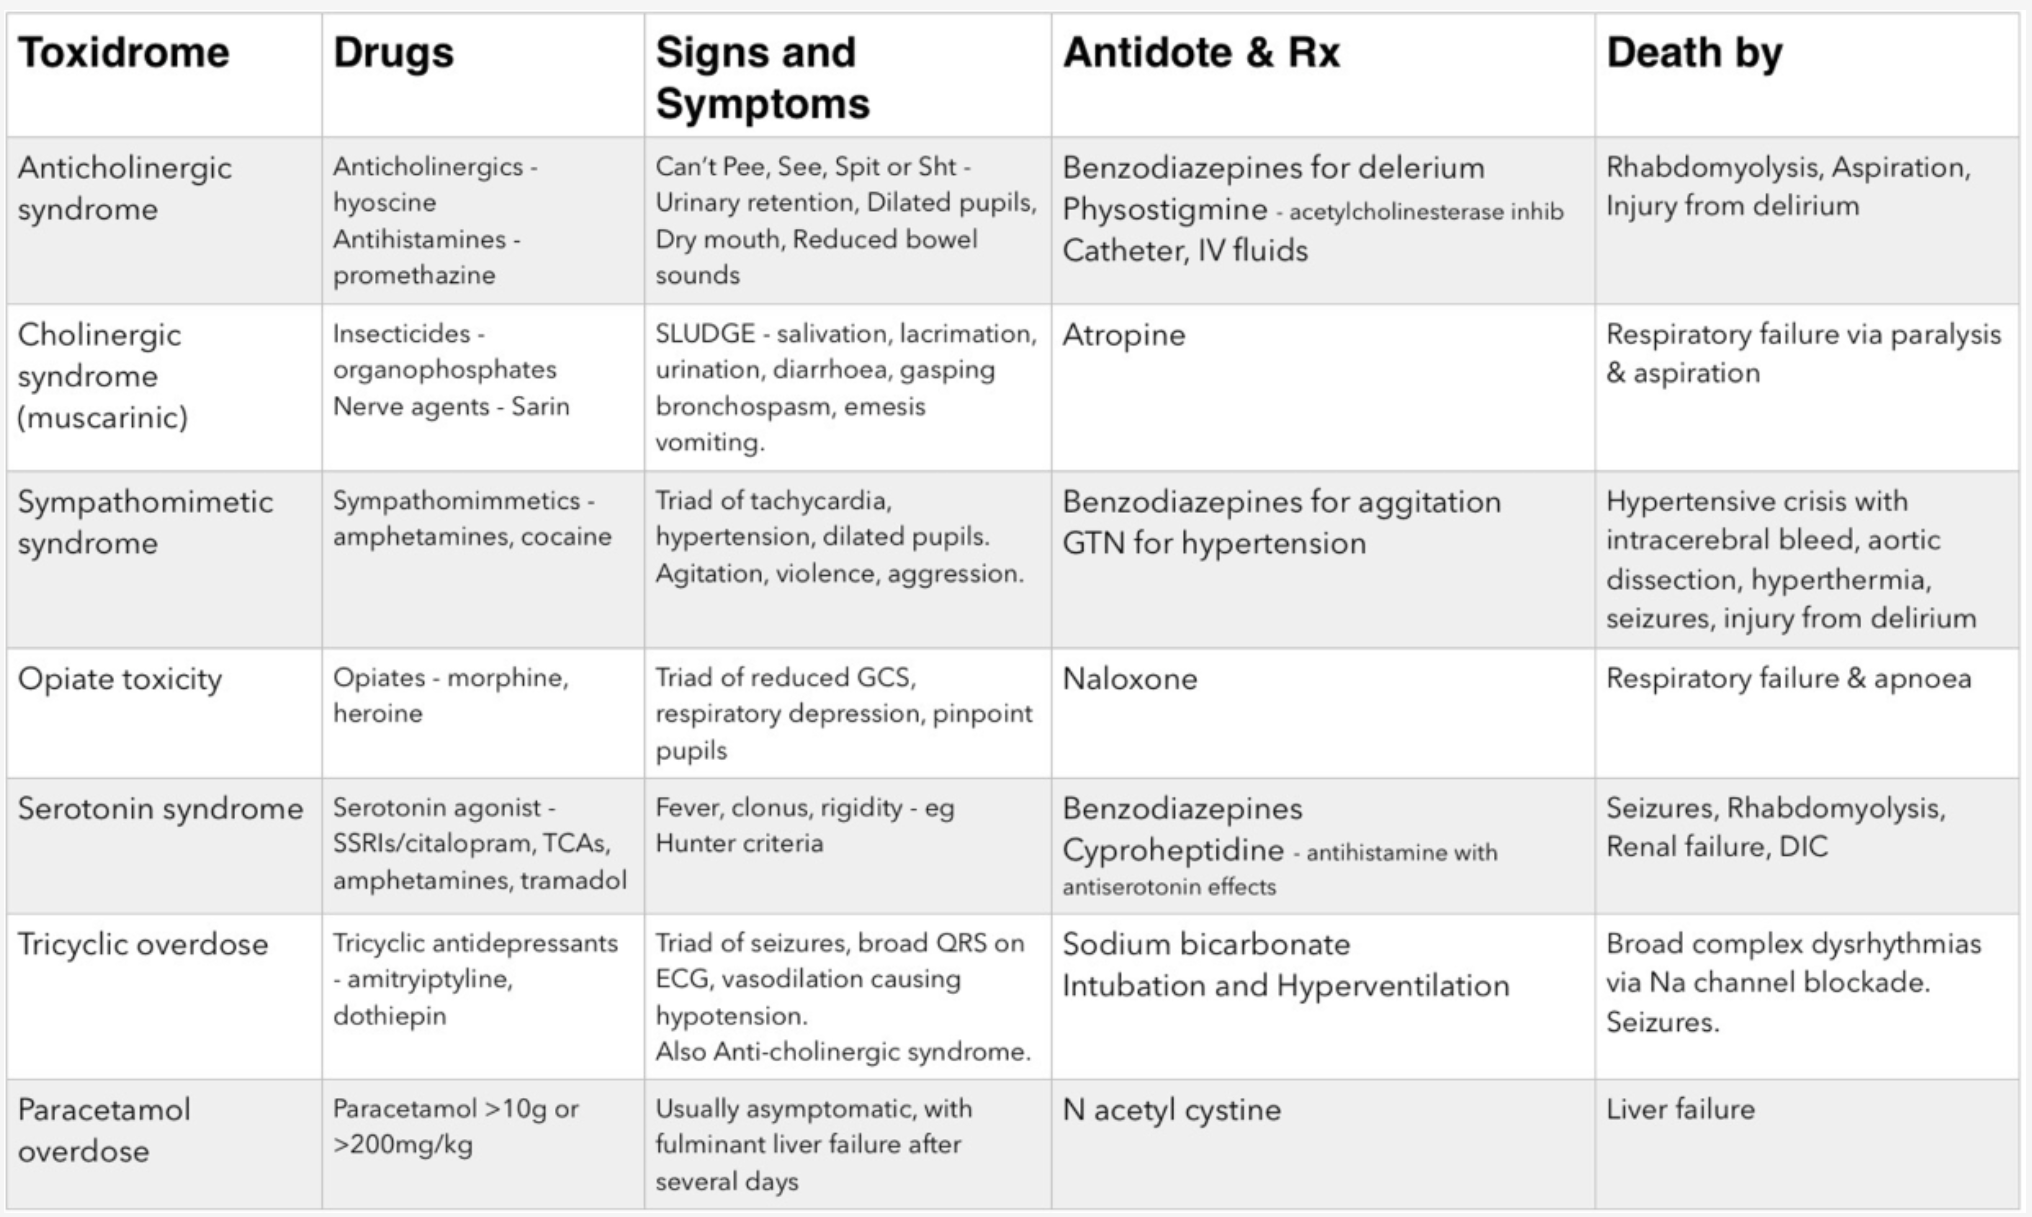 Toxidrome
Drugs
Signs and
Symptoms
Antidote & Rx
Death by
Anticholinergic
syndrome
Anticholinergics -
hyoscine
Antihistamines -
promethazine
Can't Pee, See, Spit or Sht -
Urinary retention, Dilated pupils,
Dry mouth, Reduced bowel
sounds
Benzodiazepines for delerium
Physostigmine - acetylcholinesterase inhib
Catheter, IV fluids
Rhabdomyolysis, Aspiration,
Injury from delirium
Cholinergic
syndrome
(muscarinic)
Insecticides -
organophosphates
Nerve agents - Sarin
SLUDGE - salivation, lacrimation,
urination, diarrhoea, gasping
bronchospasm, emesis
vomiting.
Atropine
Respiratory failure via paralysis
& aspiration
Sympathomimetic
syndrome
Sympathomimmetics -
amphetamines, cocaine
Triad of tachycardia,
hypertension, dilated pupils.
Agitation, violence, aggression.
Benzodiazepines for aggitation
GTN for hypertension
Hypertensive crisis with
intracerebral bleed, aortic
dissection, hyperthermia,
seizures, injury from delirium
Opiate toxicity
Opiates - morphine,
heroine
Triad of reduced GCS,
respiratory depression, pinpoint
pupils
Naloxone
Respiratory failure & apnoea
Serotonin syndrome
Serotonin agonist -
SSRIs/citalopram, TCAs,
amphetamines, tramadol
Fever, clonus, rigidity - eg
Hunter criteria
Benzodiazepines
Cyproheptidine - antihistamine with
antiserotonin effects
Seizures, Rhabdomyolysis,
Renal failure, DIC
Tricyclic overdose
Tricyclic antidepressants
- amitryiptyline,
dothiepin
Triad of seizures, broad QRS on
ECG, vasodilation causing
hypotension.
Also Anti-cholinergic syndrome.
Sodium bicarbonate
Intubation and Hyperventilation
Broad complex dysrhythmias
via Na channel blockade.
Seizures.
Paracetamol
overdose
Paracetamol >10g or
>200mg/kg
Usually asymptomatic, with
fulminant liver failure after
several days
N acetyl cystine
Liver failure